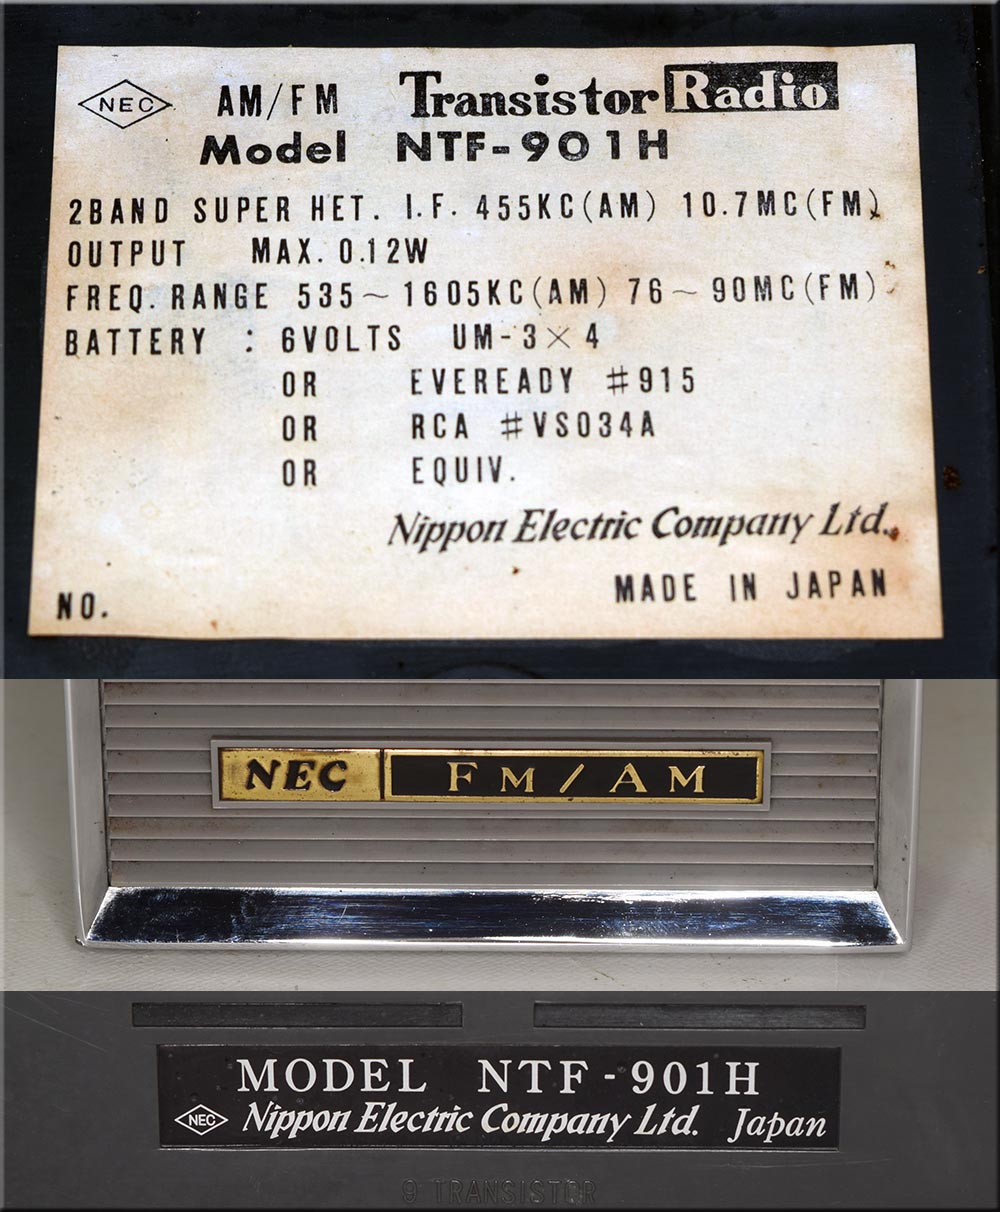 NEC AM/FM Transistor Radio
Model NTF-901H
2BAND SUPER HET. I.F. 455KC(AM) 10.7MC(FM),
OUTPUT MAX. 0.12W
FREQ. RANGE 535~1605KC(AM) 76~90MC(FM)
BATTERY : 6VOLTS UM-3×4
OR EVEREADY #915
OR RCA #VS034A
OR EQUIV.
Nippon Electric Company Ltd.
MADE IN JAPAN
NO.
NEC FM/AM
MODEL NTF-901H
NEC Nippon Electric Company Ltd. Japan
9 TRANSISTOR